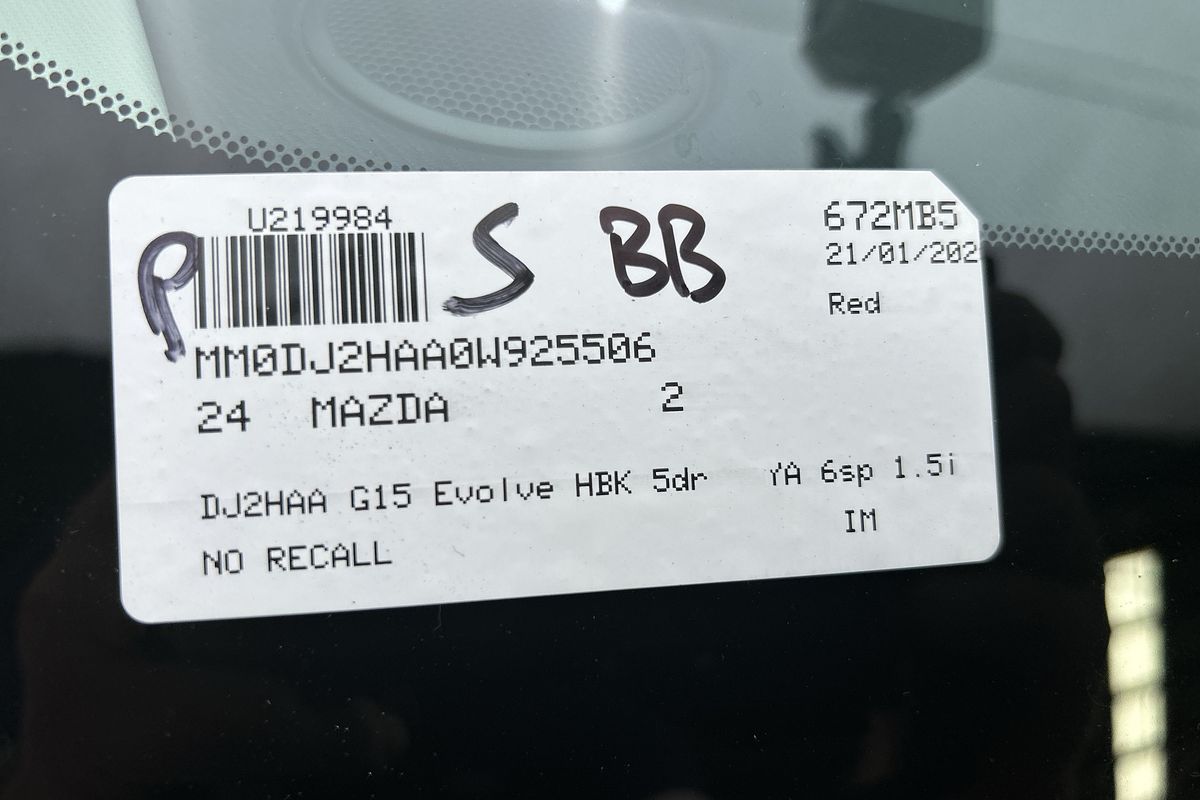 U219984
P S BB
672MB5
21/01/202
Red
MM0DJ2HAA0W925506
24 MAZDA 2
DJ2HAA G15 Evolve HBK 5dr YA 6sp 1.5i
NO RECALL IM